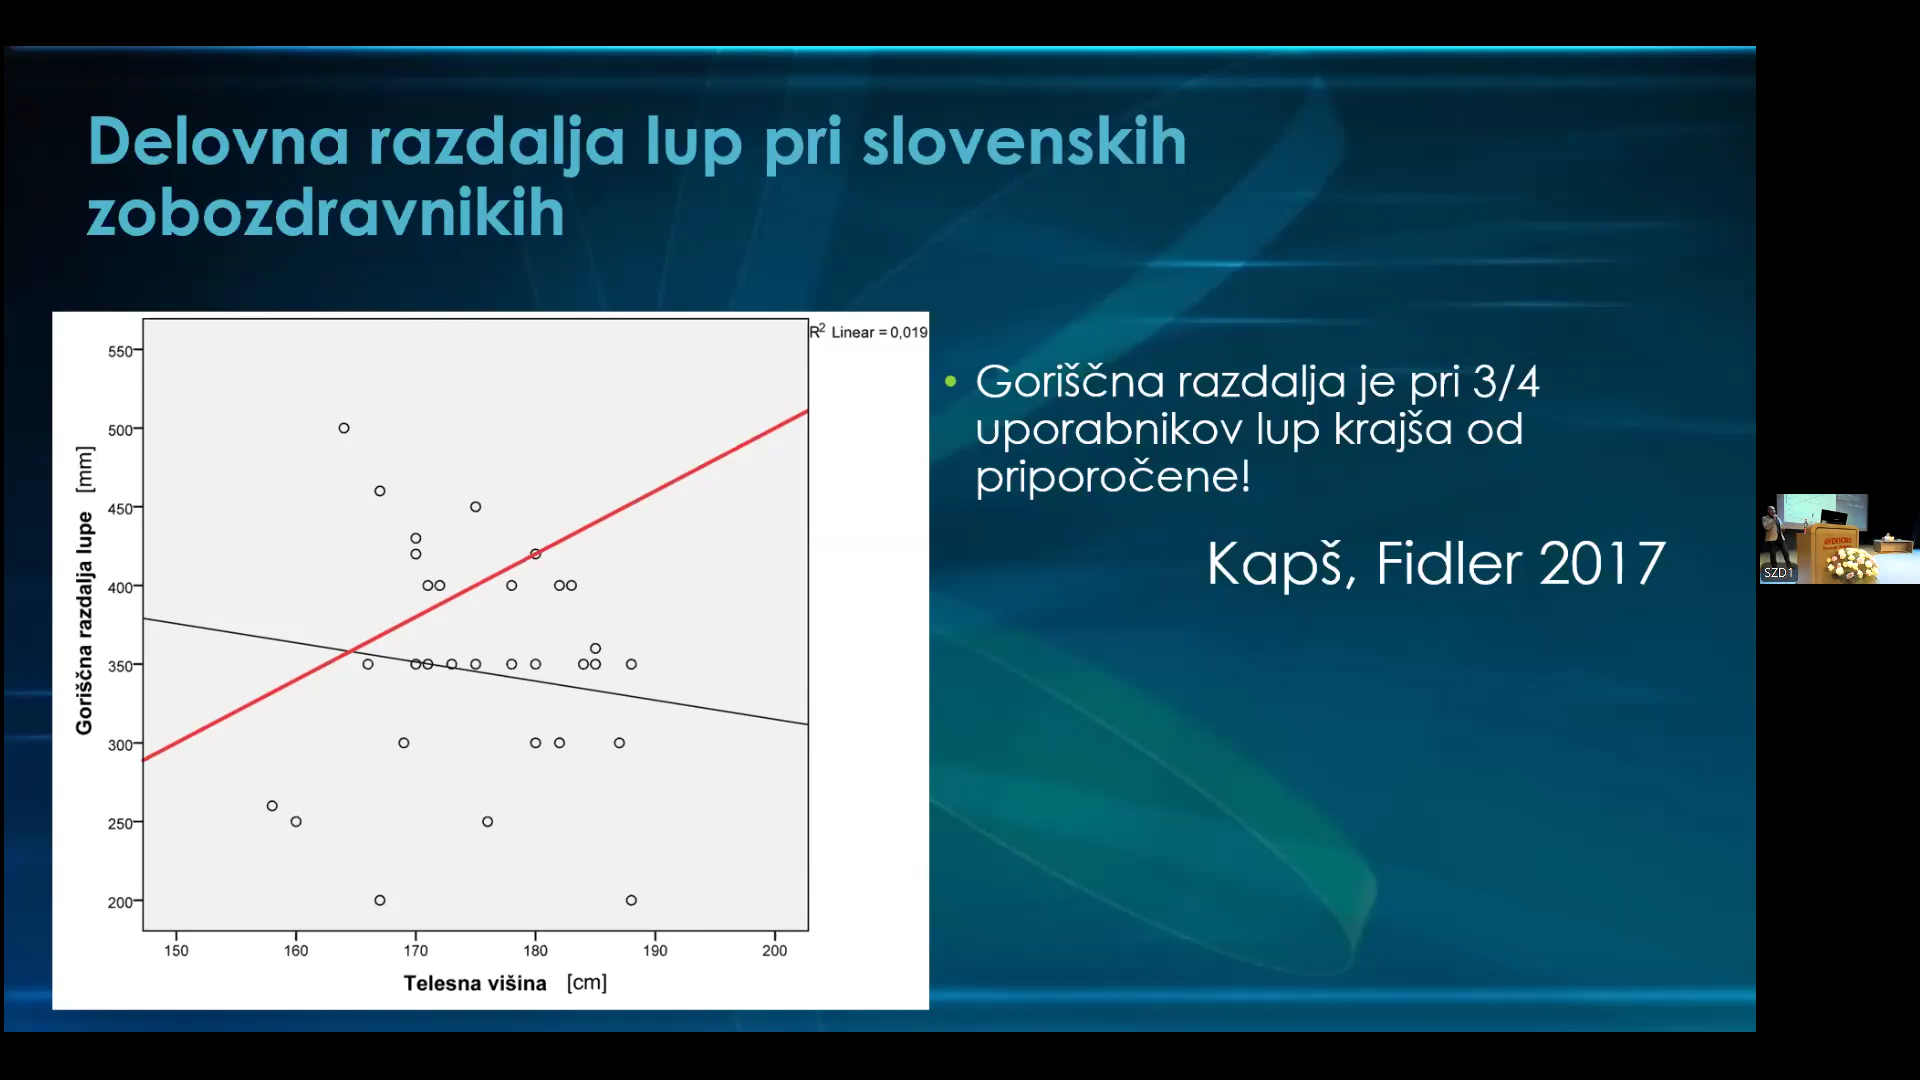 Delovna razdalja lup pri slovenskih
zobozdravnikih
R² Linear = 0,019
550
500
450
400
350
300
250
200
Goriščna razdalja lupe [mm]
150 160 170 180 190 200
Telesna višina [cm]
• Goriščna razdalja je pri 3/4
uporabnikov lup krajša od
priporočene!
Kapš, Fidler 2017
SZD1